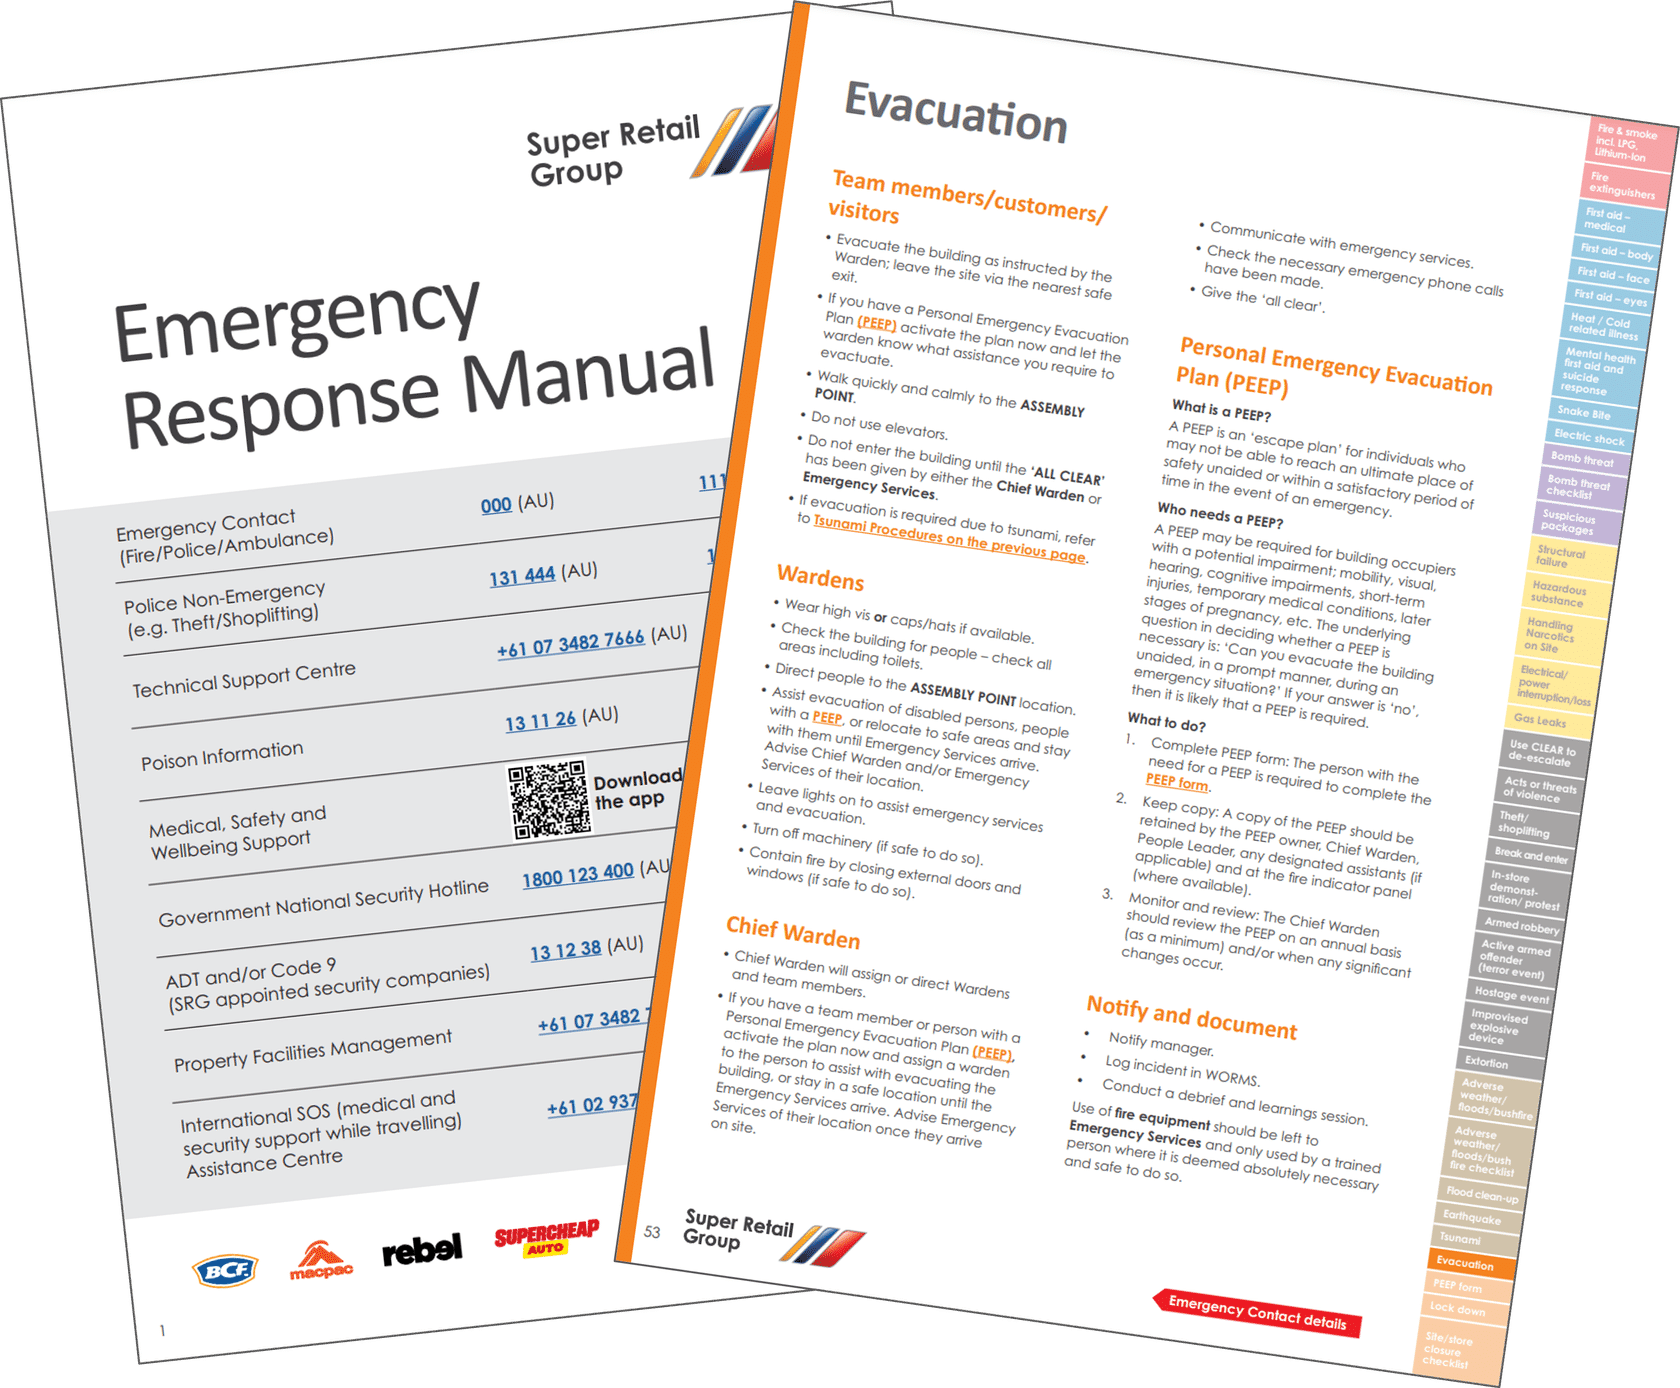 Super Retail
Group
Emergency
Response Manual
Emergency Contact
(Fire/Police/Ambulance)
000 (AU)
111
Police Non-Emergency
(e.g. Theft/Shoplifting)
131 444 (AU)
1
Technical Support Centre
+61 07 3482 7666 (AU)
Poison Information
13 11 26 (AU)
Medical, Safety and
Wellbeing Support
Download
the app
Government National Security Hotline
1800 123 400 (AU
ADT and/or Code 9
(SRG appointed security companies)
13 12 38 (AU)
Property Facilities Management
+61 07 3482 7
International SOS (medical and
security support while travelling)
Assistance Centre
+61 02 937
BCF
macpac
rebel
SUPERCHEAP
AUTO
1
Evacuation
Team members/customers/
visitors
• Evacuate the building as instructed by the
Warden; leave the site via the nearest safe
exit.
• If you have a Personal Emergency Evacuation
Plan (PEEP) activate the plan now and let the
warden know what assistance you require to
evactuate.
• Walk quickly and calmly to the ASSEMBLY
POINT.
• Do not use elevators.
• Do not enter the building until the ‘ALL CLEAR’
has been given by either the Chief Warden or
Emergency Services.
• If evacuation is required due to tsunami, refer
to Tsunami Procedures on the previous page.
Wardens
• Wear high vis or caps/hats if available.
• Check the building for people – check all
areas including toilets.
• Direct people to the ASSEMBLY POINT location.
• Assist evacuation of disabled persons, people
with a PEEP, or relocate to safe areas and stay
with them until Emergency Services arrive.
Advise Chief Warden and/or Emergency
Services of their location.
• Leave lights on to assist emergency services
and evacuation.
• Turn off machinery (if safe to do so).
• Contain fire by closing external doors and
windows (if safe to do so).
Chief Warden
• Chief Warden will assign or direct Wardens
and team members.
• If you have a team member or person with a
Personal Emergency Evacuation Plan (PEEP),
activate the plan now and assign a warden
to the person to assist with evacuating the
building, or stay in a safe location until the
Emergency Services arrive. Advise Emergency
Services of their location once they arrive
on site.
• Communicate with emergency services.
• Check the necessary emergency phone calls
have been made.
• Give the ‘all clear’.
Personal Emergency Evacuation
Plan (PEEP)
What is a PEEP?
A PEEP is an ‘escape plan’ for individuals who
may not be able to reach an ultimate place of
safety unaided or within a satisfactory period of
time in the event of an emergency.
Who needs a PEEP?
A PEEP may be required for building occupiers
with a potential impairment; mobility, visual,
hearing, cognitive impairments, short-term
injuries, temporary medical conditions, later
stages of pregnancy, etc. The underlying
question in deciding whether a PEEP is
necessary is: ‘Can you evacuate the building
unaided, in a prompt manner, during an
emergency situation?’ If your answer is ‘no’,
then it is likely that a PEEP is required.
What to do?
1. Complete PEEP form: The person with the
need for a PEEP is required to complete the
PEEP form.
2. Keep copy: A copy of the PEEP should be
retained by the PEEP owner, Chief Warden,
People Leader, any designated assistants (if
applicable) and at the fire indicator panel
(where available).
3. Monitor and review: The Chief Warden
should review the PEEP on an annual basis
(as a minimum) and/or when any significant
changes occur.
Notify and document
• Notify manager.
• Log incident in WORMS.
• Conduct a debrief and learnings session.
Use of fire equipment should be left to
Emergency Services and only used by a trained
person where it is deemed absolutely necessary
and safe to do so.
53
Super Retail
Group
Emergency Contact details
Fire & smoke
incl. LPG,
Lithium-Ion
Fire
extinguishers
First aid –
medical
First aid – body
First aid – face
First aid – eyes
Heat / Cold
related illness
Mental health
first aid and
suicide
response
Snake Bite
Electric shock
Bomb threat
Bomb threat
checklist
Suspicious
packages
Structural
failure
Hazardous
substance
Handling
Narcotics
on Site
Electrical/
power
interruption/loss
Gas Leaks
Use CLEAR to
de-escalate
Acts or threats
of violence
Theft/
shoplifting
Break and enter
In-store
demonst-
ration/ protest
Armed robbery
Active armed
offender
(terror event)
Hostage event
Improvised
explosive
device
Extortion
Adverse
weather/
floods/bushfire
Adverse
weather/
floods/bush
fire checklist
Flood clean-up
Earthquake
Tsunami
Evacuation
PEEP form
Lock down
Site/store
closure
checklist